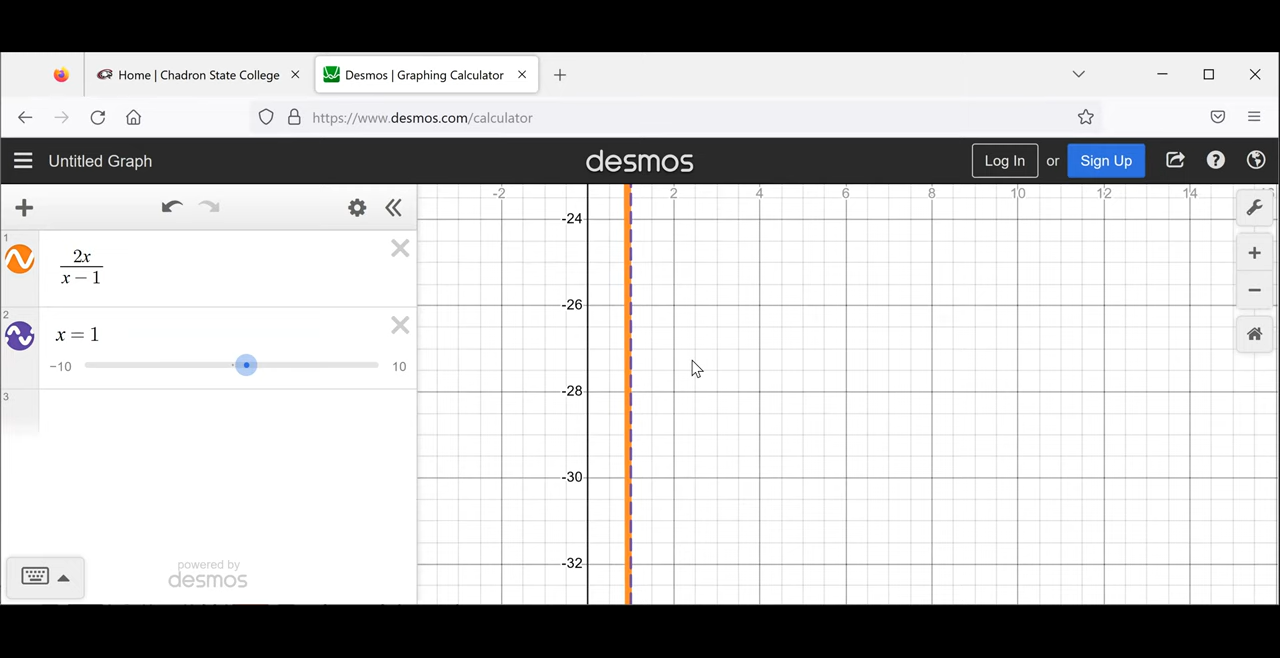 Home | Chadron State College
Desmos | Graphing Calculator
https://www.desmos.com/calculator
Untitled Graph
desmos
Log In
or
Sign Up
?
1
2x
x − 1
2
x = 1
−10
10
3
powered by
desmos
-2
2
4
6
8
10
12
14
-24
-26
-28
-30
-32